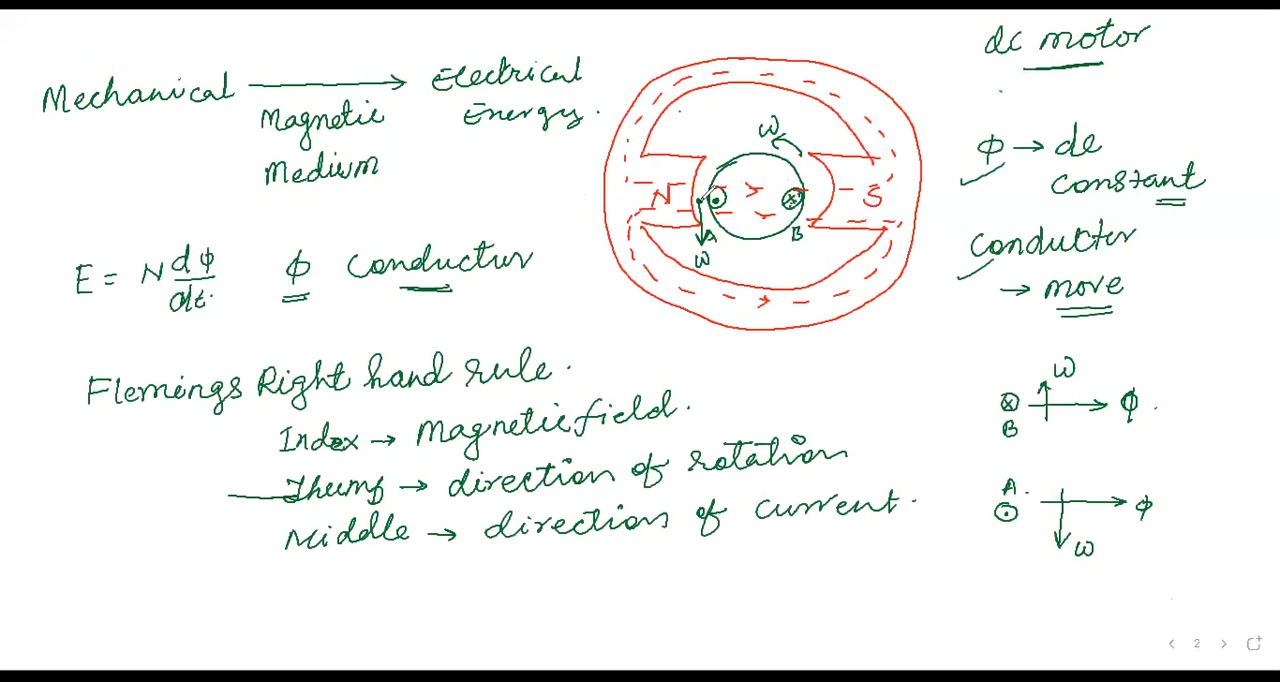 dc motor
Mechanical → Electrical
Magnetic Energy.
Medium
ω
N S
A B
ω
ϕ → dc
constant
Conductor
→ move
E = N dϕ/dt. ϕ Conductor
Flemings Right hand rule.
Index → Magnetic field.
Thumb → direction of rotation
Middle → direction of current.
ω
⊗ ϕ.
B
A.
⊙ ϕ
ω
2